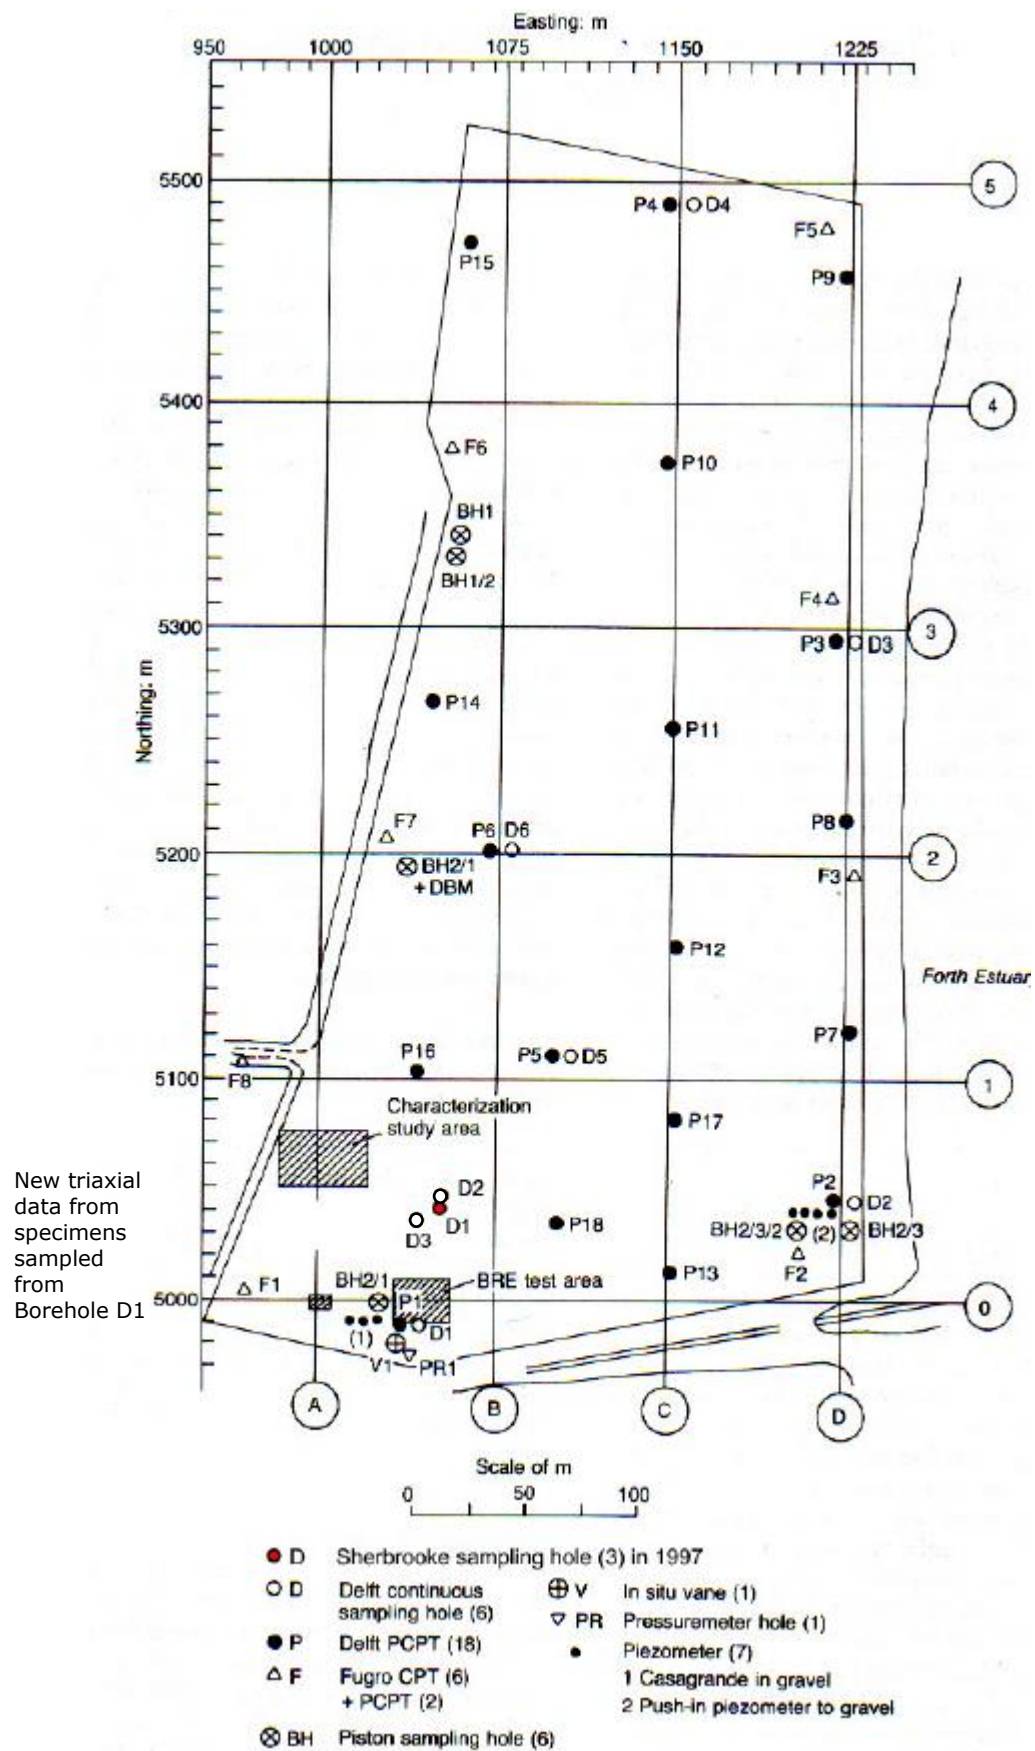 Easting: m
950 1000 1075 1150 1225
5500
5
P4 D4
F5
P15
P9
5400
4
F6
P10
BH1
BH1/2
F4
5300
3
P3 D3
Northing: m
P14
P11
F7
P6 D6
P8
5200
2
BH2/1
+ DBM
F3
P12
Forth Estuar
P7
P16
P5 D5
F8
5100
1
Characterization
study area
P17
New triaxial
data from
specimens
sampled
from
Borehole D1
D2
D1
D3
P18
P2
D2
BH2/3/2 (2) BH2/3
F2
F1
BH2/1
BRE test area
P13
5000
P1
0
(1)
D1
V1
PR1
A
B
C
D
Scale of m
0 50 100
D Sherbrooke sampling hole (3) in 1997
D Delft continuous
sampling hole (6)
V In situ vane (1)
PR Pressuremeter hole (1)
P Delft PCPT (18)
Piezometer (7)
F Fugro CPT (6)
+ PCPT (2)
1 Casagrande in gravel
2 Push-in piezometer to gravel
BH Piston sampling hole (6)